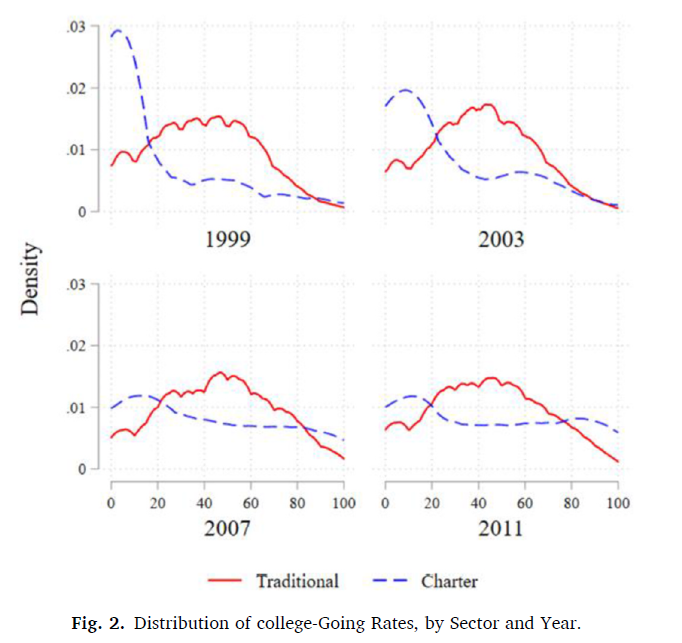 .03
.02
.01
0
1999
2003
Density
.03
.02
.01
0
0 20 40 60 80 100
0 20 40 60 80 100
2007
2011
Traditional
Charter
Fig. 2. Distribution of college-Going Rates, by Sector and Year.